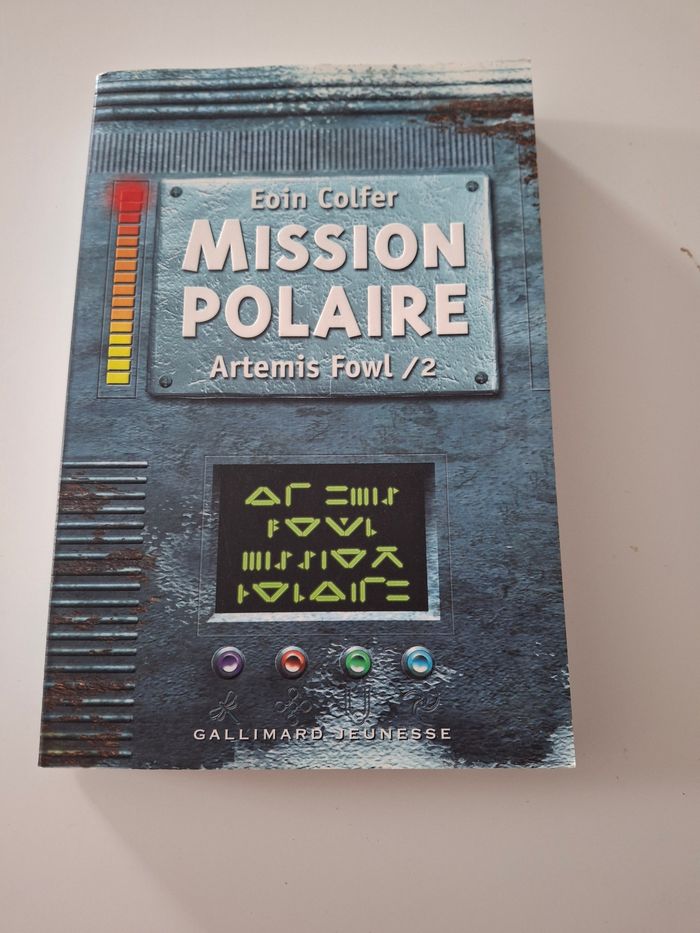 Eoin Colfer
MISSION
POLAIRE
Artemis Fowl /2
GALLIMARD JEUNESSE